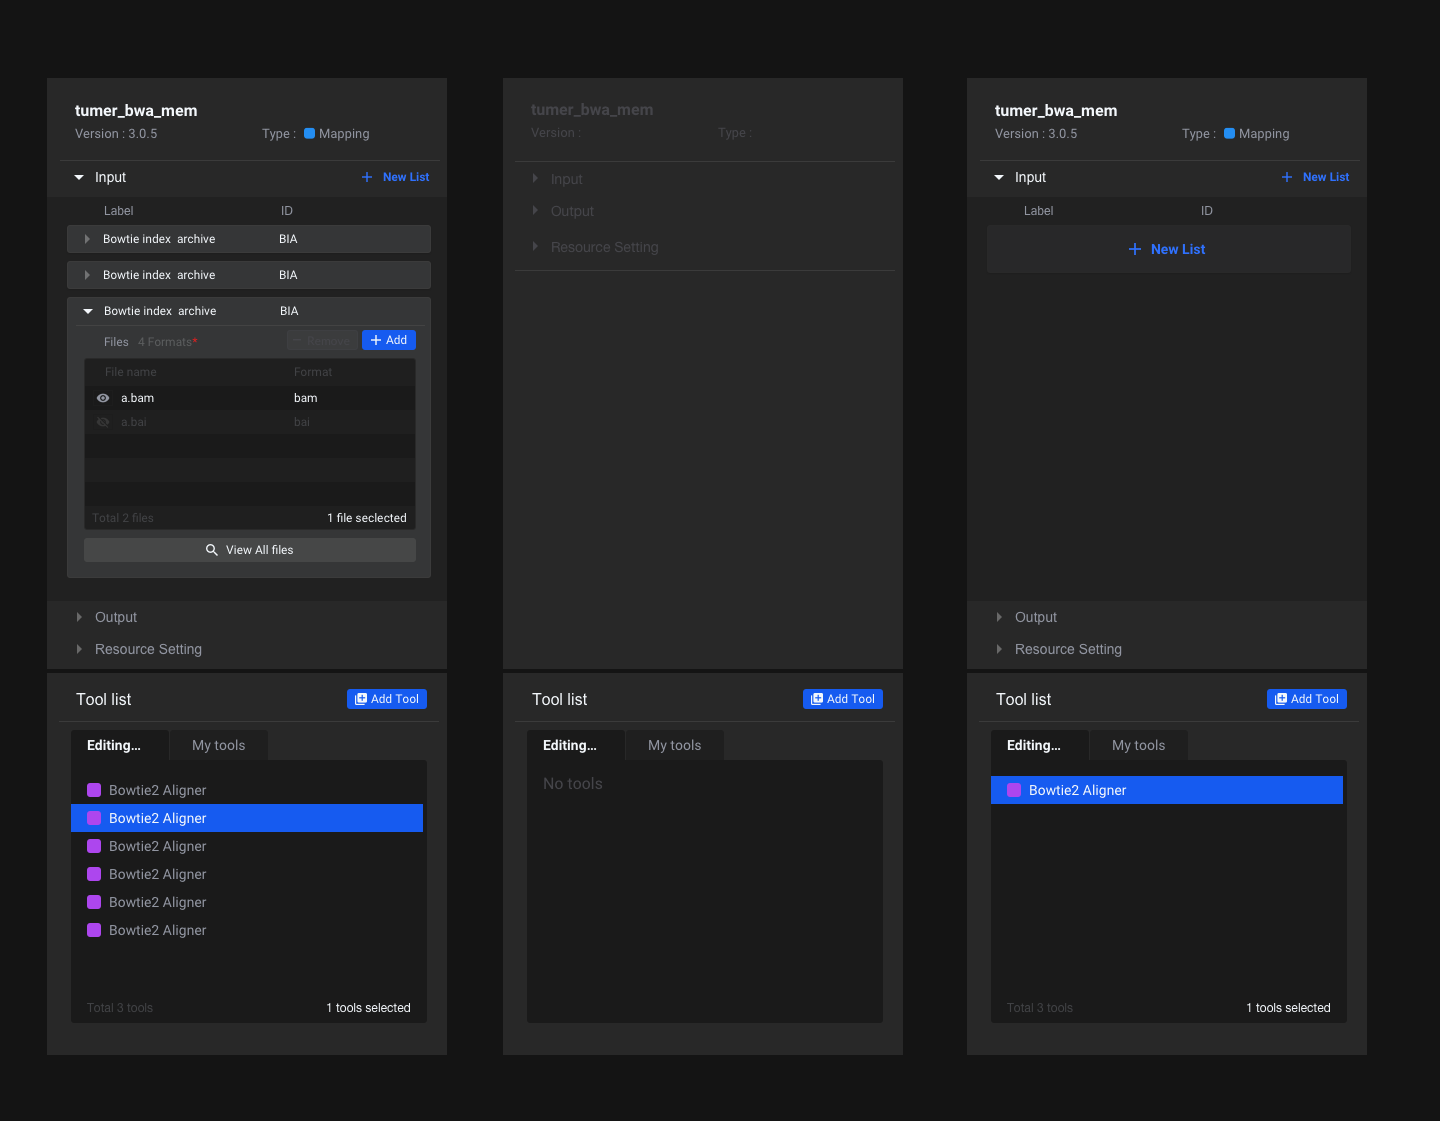 tumer_bwa_mem
Version : 3.0.5 Type : Mapping
Input + New List
Label ID
Bowtie index archive BIA
Bowtie index archive BIA
Bowtie index archive BIA
Files 4 Formats* − Remove + Add
File name Format
a.bam bam
a.bai bai
Total 2 files 1 file seclected
View All files
Output
Resource Setting
Tool list Add Tool
Editing... My tools
Bowtie2 Aligner
Bowtie2 Aligner
Bowtie2 Aligner
Bowtie2 Aligner
Bowtie2 Aligner
Bowtie2 Aligner
Total 3 tools 1 tools selected
tumer_bwa_mem
Version : Type :
Input
Output
Resource Setting
Tool list Add Tool
Editing... My tools
No tools
tumer_bwa_mem
Version : 3.0.5 Type : Mapping
Input + New List
Label ID
+ New List
Output
Resource Setting
Tool list Add Tool
Editing... My tools
Bowtie2 Aligner
Total 3 tools 1 tools selected